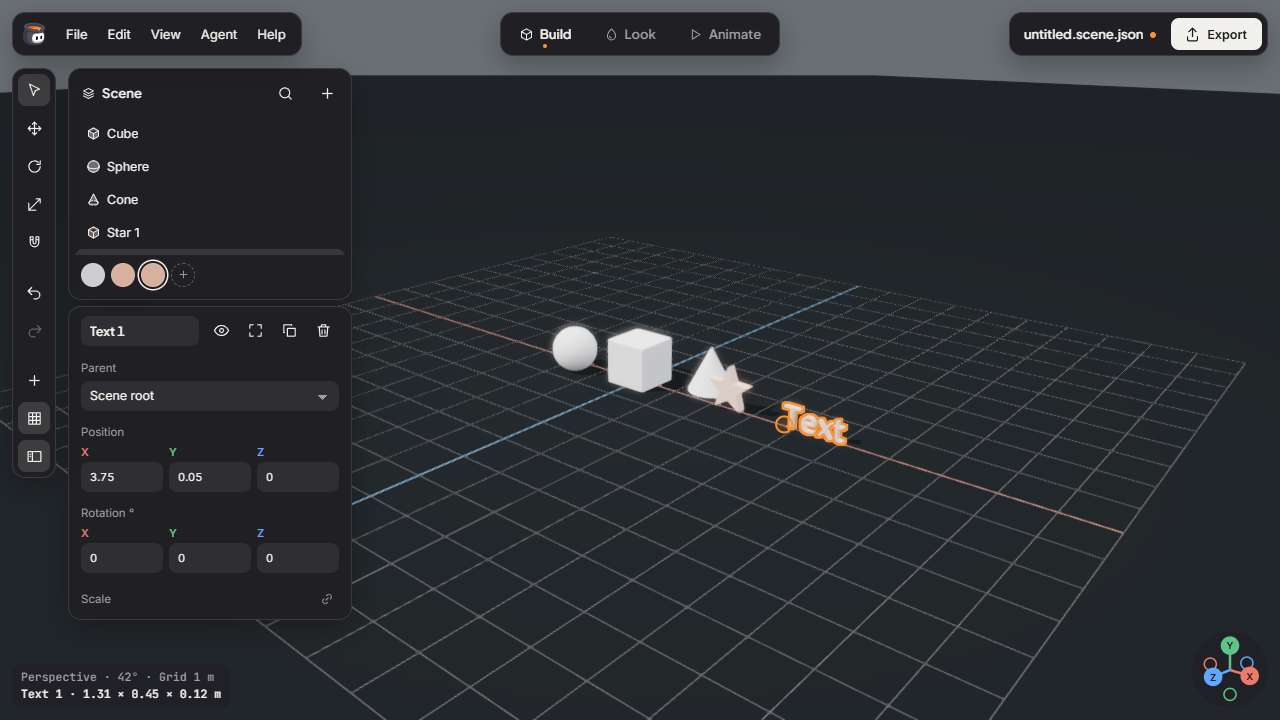 File Edit View Agent Help
Build Look Animate
untitled.scene.json Export
Scene
Cube
Sphere
Cone
Star 1
Text 1
Parent
Scene root
Position
X Y Z
3.75 0.05 0
Rotation °
X Y Z
0 0 0
Scale
Text
Perspective · 42° · Grid 1 m
Text 1 · 1.31 × 0.45 × 0.12 m
Y
Z X